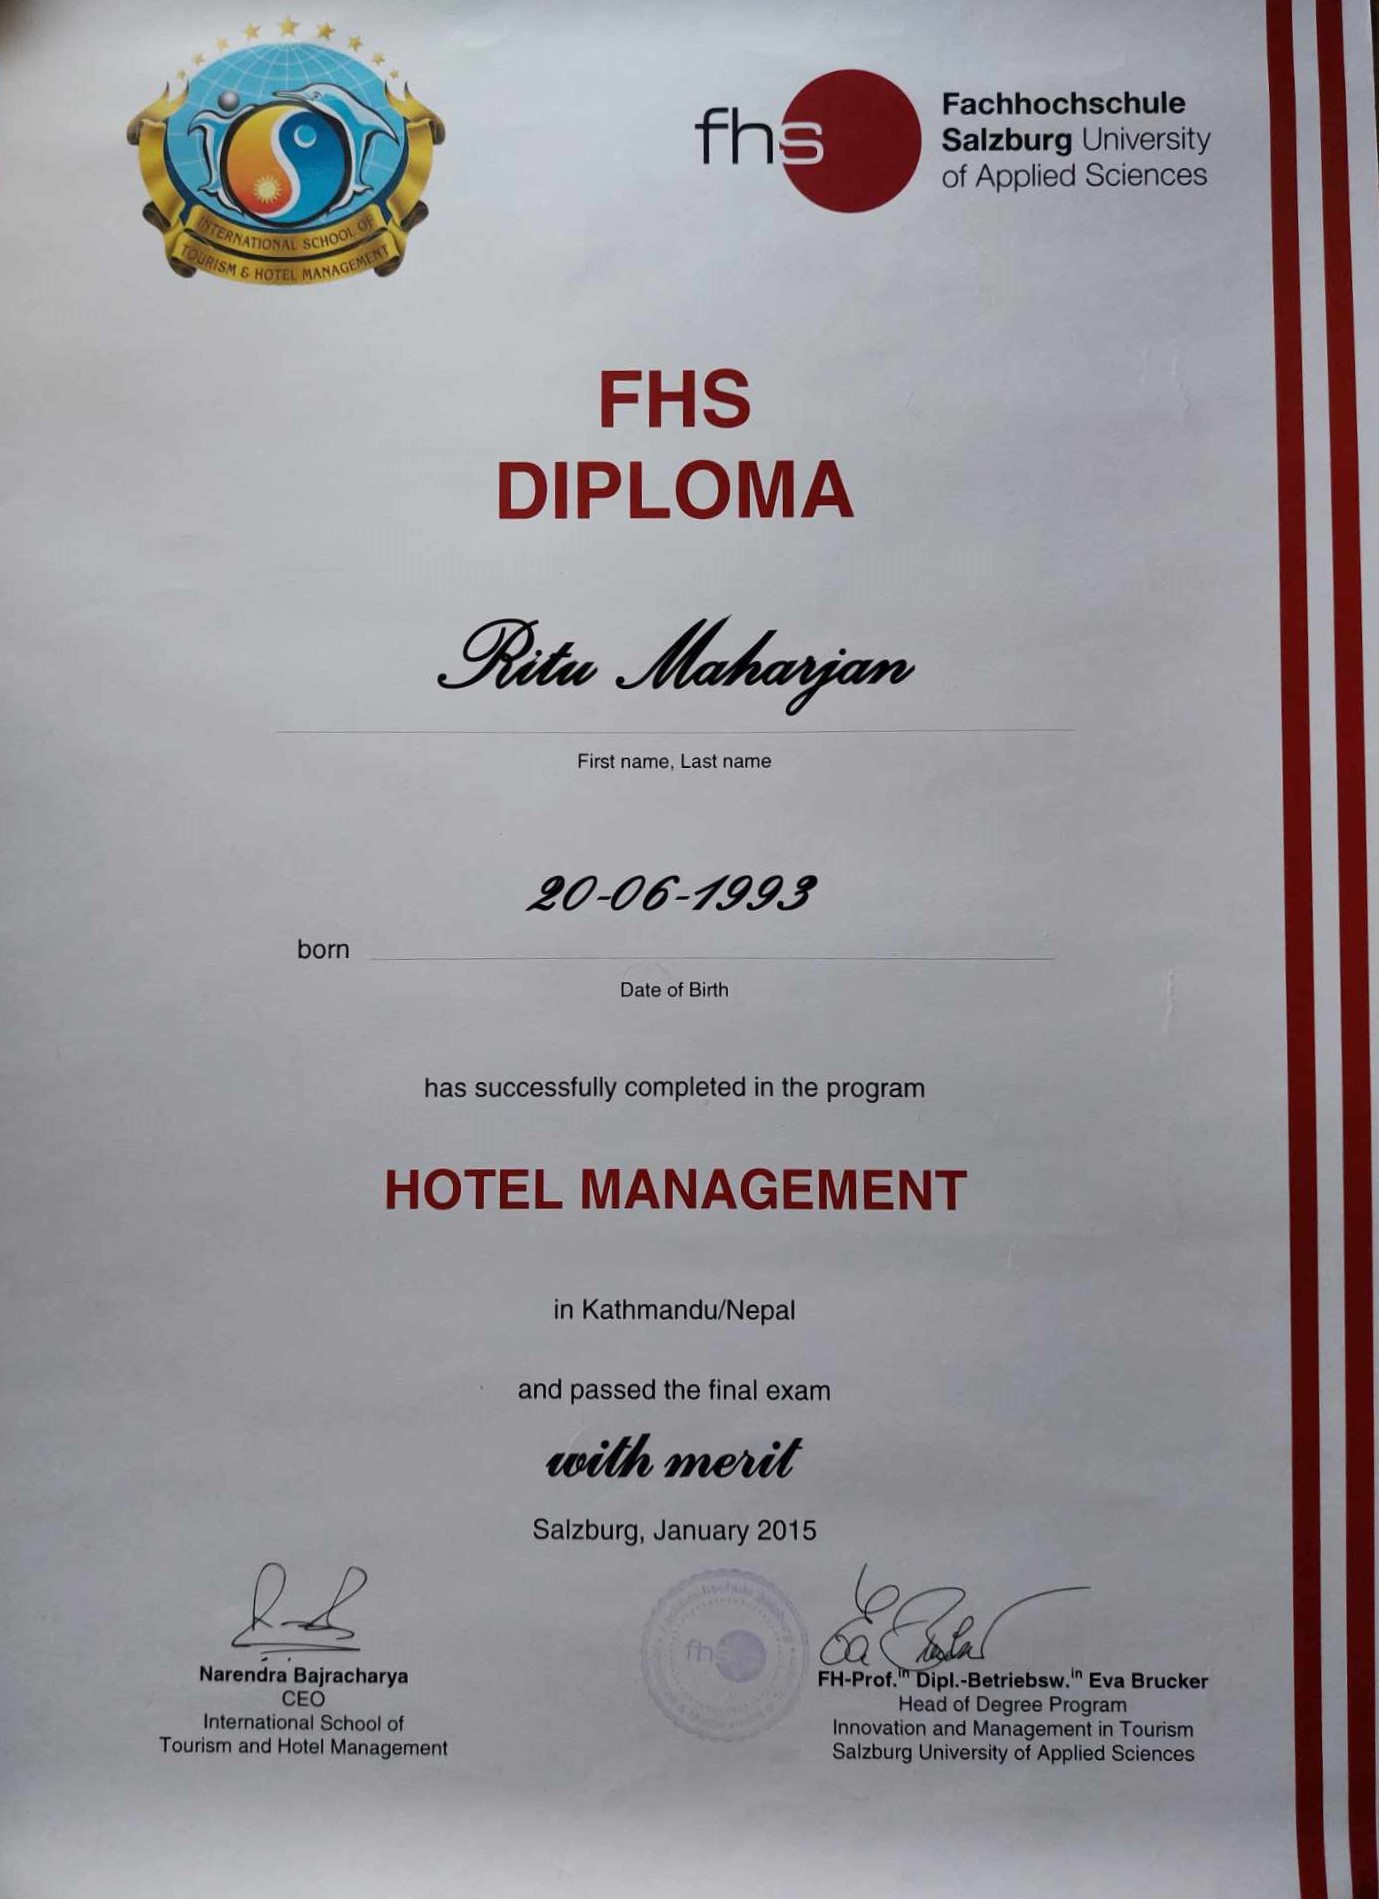 INTERNATIONAL SCHOOL OF
TOURISM & HOTEL MANAGEMENT
fhs
Fachhochschule
Salzburg University
of Applied Sciences
FHS
DIPLOMA
Ritu Maharjan
First name, Last name
20-06-1993
born
Date of Birth
has successfully completed in the program
HOTEL MANAGEMENT
in Kathmandu/Nepal
and passed the final exam
with merit
Salzburg, January 2015
Narendra Bajracharya
CEO
International School of
Tourism and Hotel Management
fhs
FH-Prof.in Dipl.-Betriebsw.in Eva Brucker
Head of Degree Program
Innovation and Management in Tourism
Salzburg University of Applied Sciences